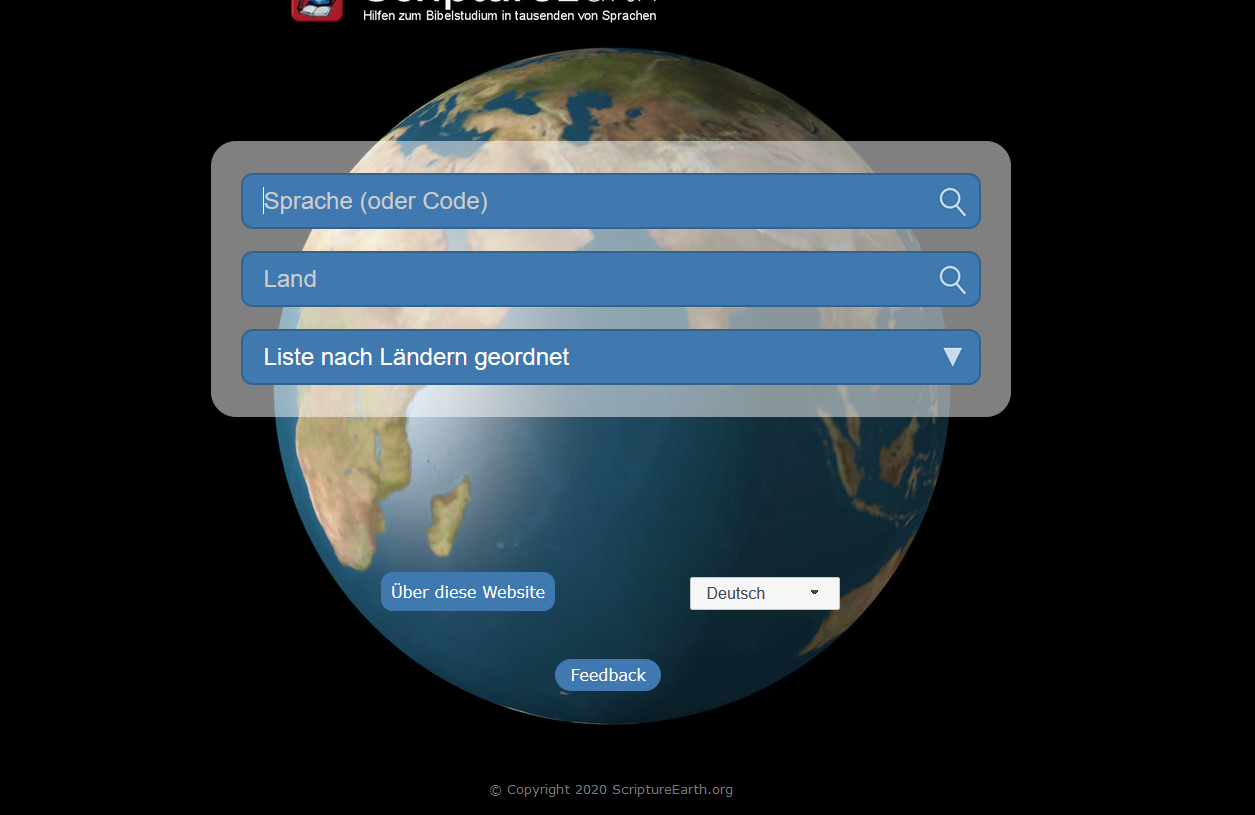 Hilfen zum Bibelstudium in tausenden von Sprachen
Sprache (oder Code)
Land
Liste nach Ländern geordnet
Über diese Website
Deutsch
Feedback
© Copyright 2020 ScriptureEarth.org